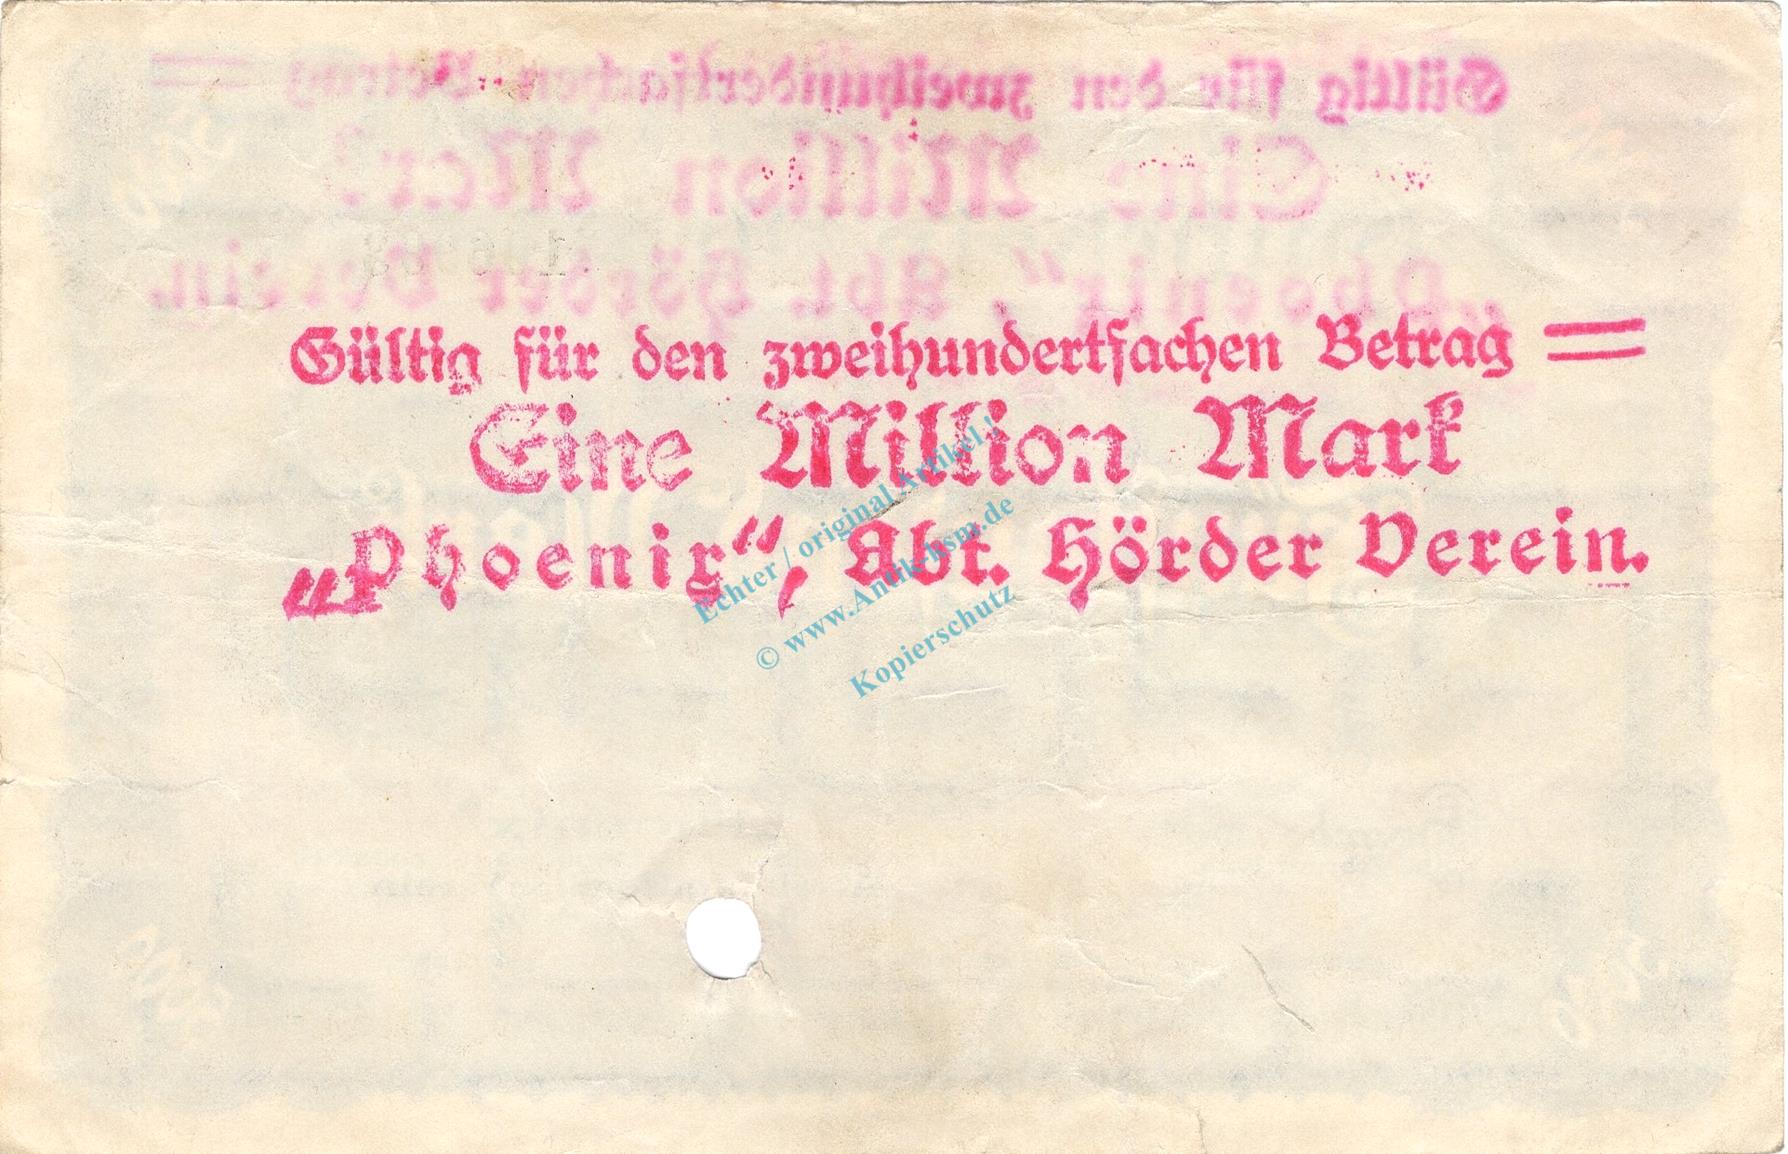 Gültig für den zweihundertfachen Betrag =
Eine Million Mark
„Phoenix“, Abt. Hörder Verein.
Echter / original Artikel !
© www.Antik-hsm.de
Kopierschutz